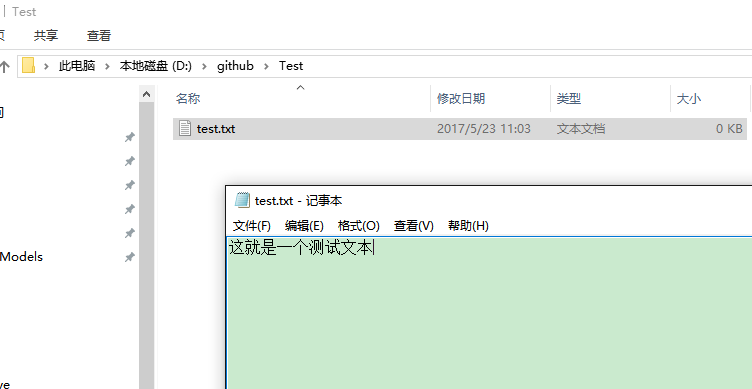 Test
共享 查看
此电脑 本地磁盘 (D:) github Test
名称 修改日期 类型 大小
test.txt 2017/5/23 11:03 文本文档 0 KB
test.txt - 记事本
文件(F) 编辑(E) 格式(O) 查看(V) 帮助(H)
这就是一个测试文本
Models